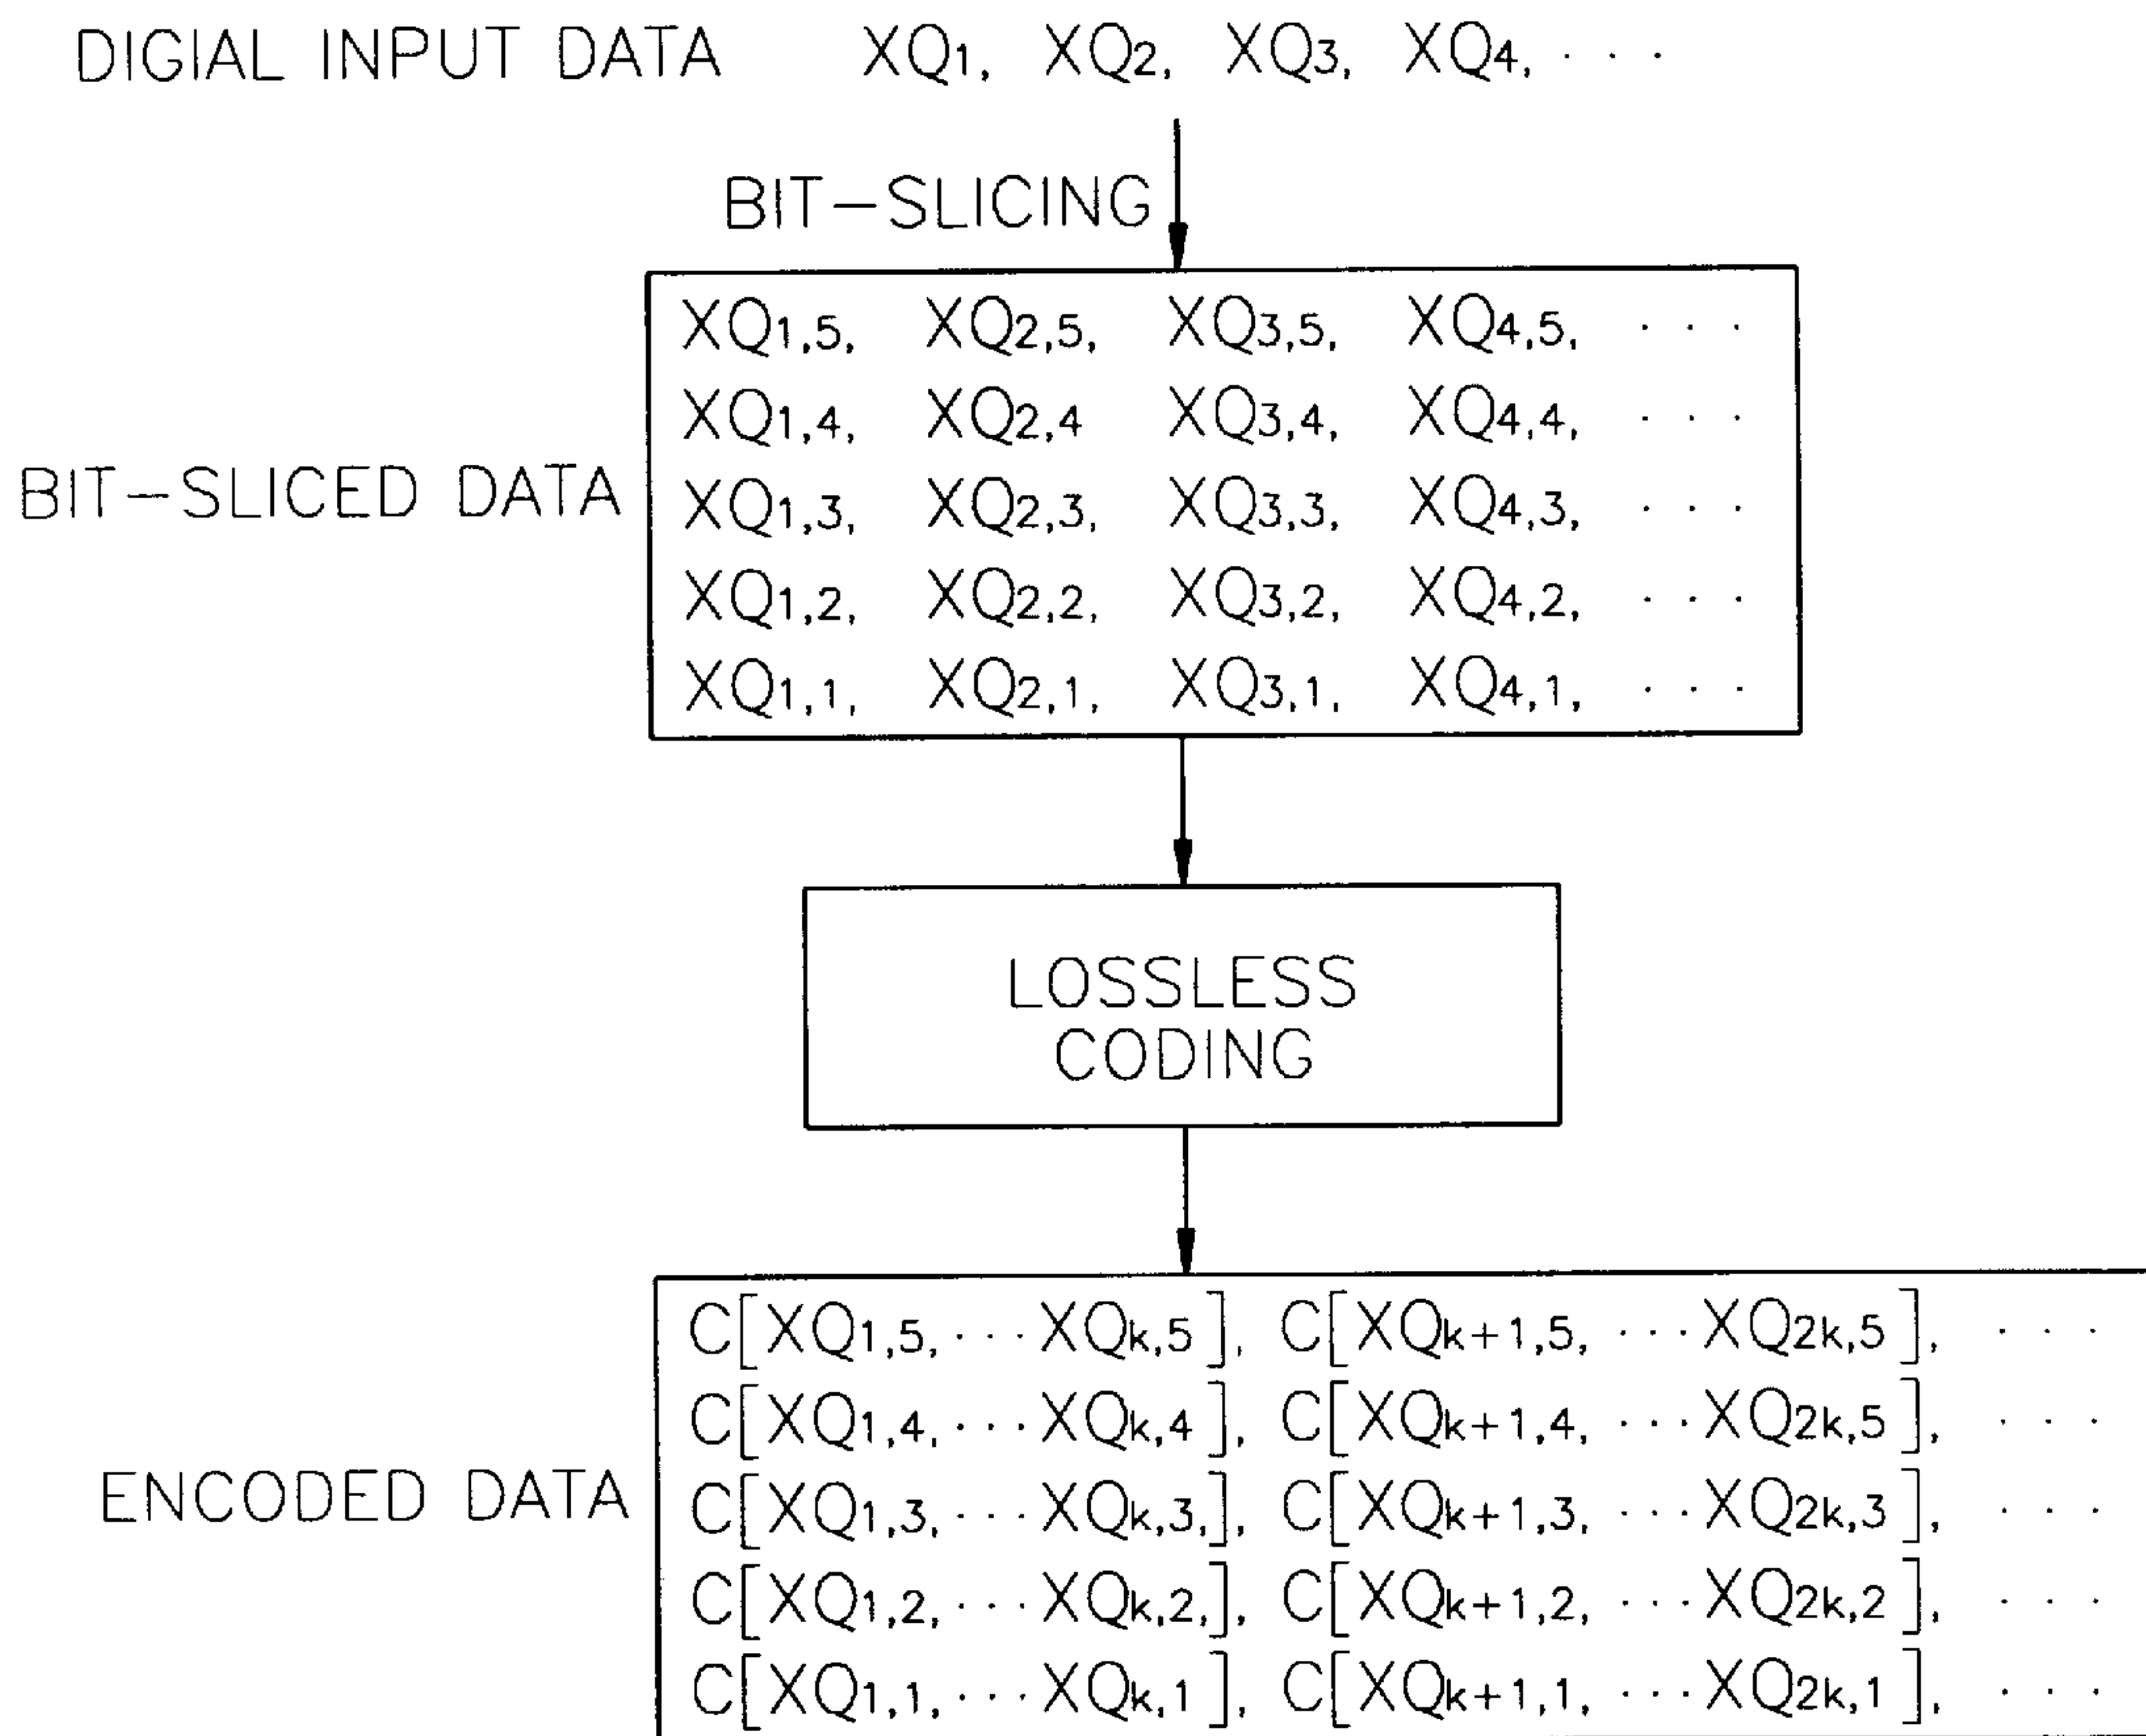 DIGIAL INPUT DATA XQ1, XQ2, XQ3, XQ4, · · ·
BIT-SLICING
XQ1,5, XQ2,5, XQ3,5, XQ4,5, · · ·
XQ1,4, XQ2,4 XQ3,4, XQ4,4, · · ·
BIT-SLICED DATA XQ1,3, XQ2,3, XQ3,3, XQ4,3, · · ·
XQ1,2, XQ2,2, XQ3,2, XQ4,2, · · ·
XQ1,1, XQ2,1, XQ3,1, XQ4,1, · · ·
LOSSLESS
CODING
C[XQ1,5, ··· XQk,5], C[XQk+1,5, ··· XQ2k,5], · · ·
C[XQ1,4, ··· XQk,4], C[XQk+1,4, ··· XQ2k,5], · · ·
ENCODED DATA C[XQ1,3, ··· XQk,3,], C[XQk+1,3, ··· XQ2k,3], · · ·
C[XQ1,2, ··· XQk,2,], C[XQk+1,2, ··· XQ2k,2], · · ·
C[XQ1,1, ··· XQk,1], C[XQk+1,1, ··· XQ2k,1], · · ·